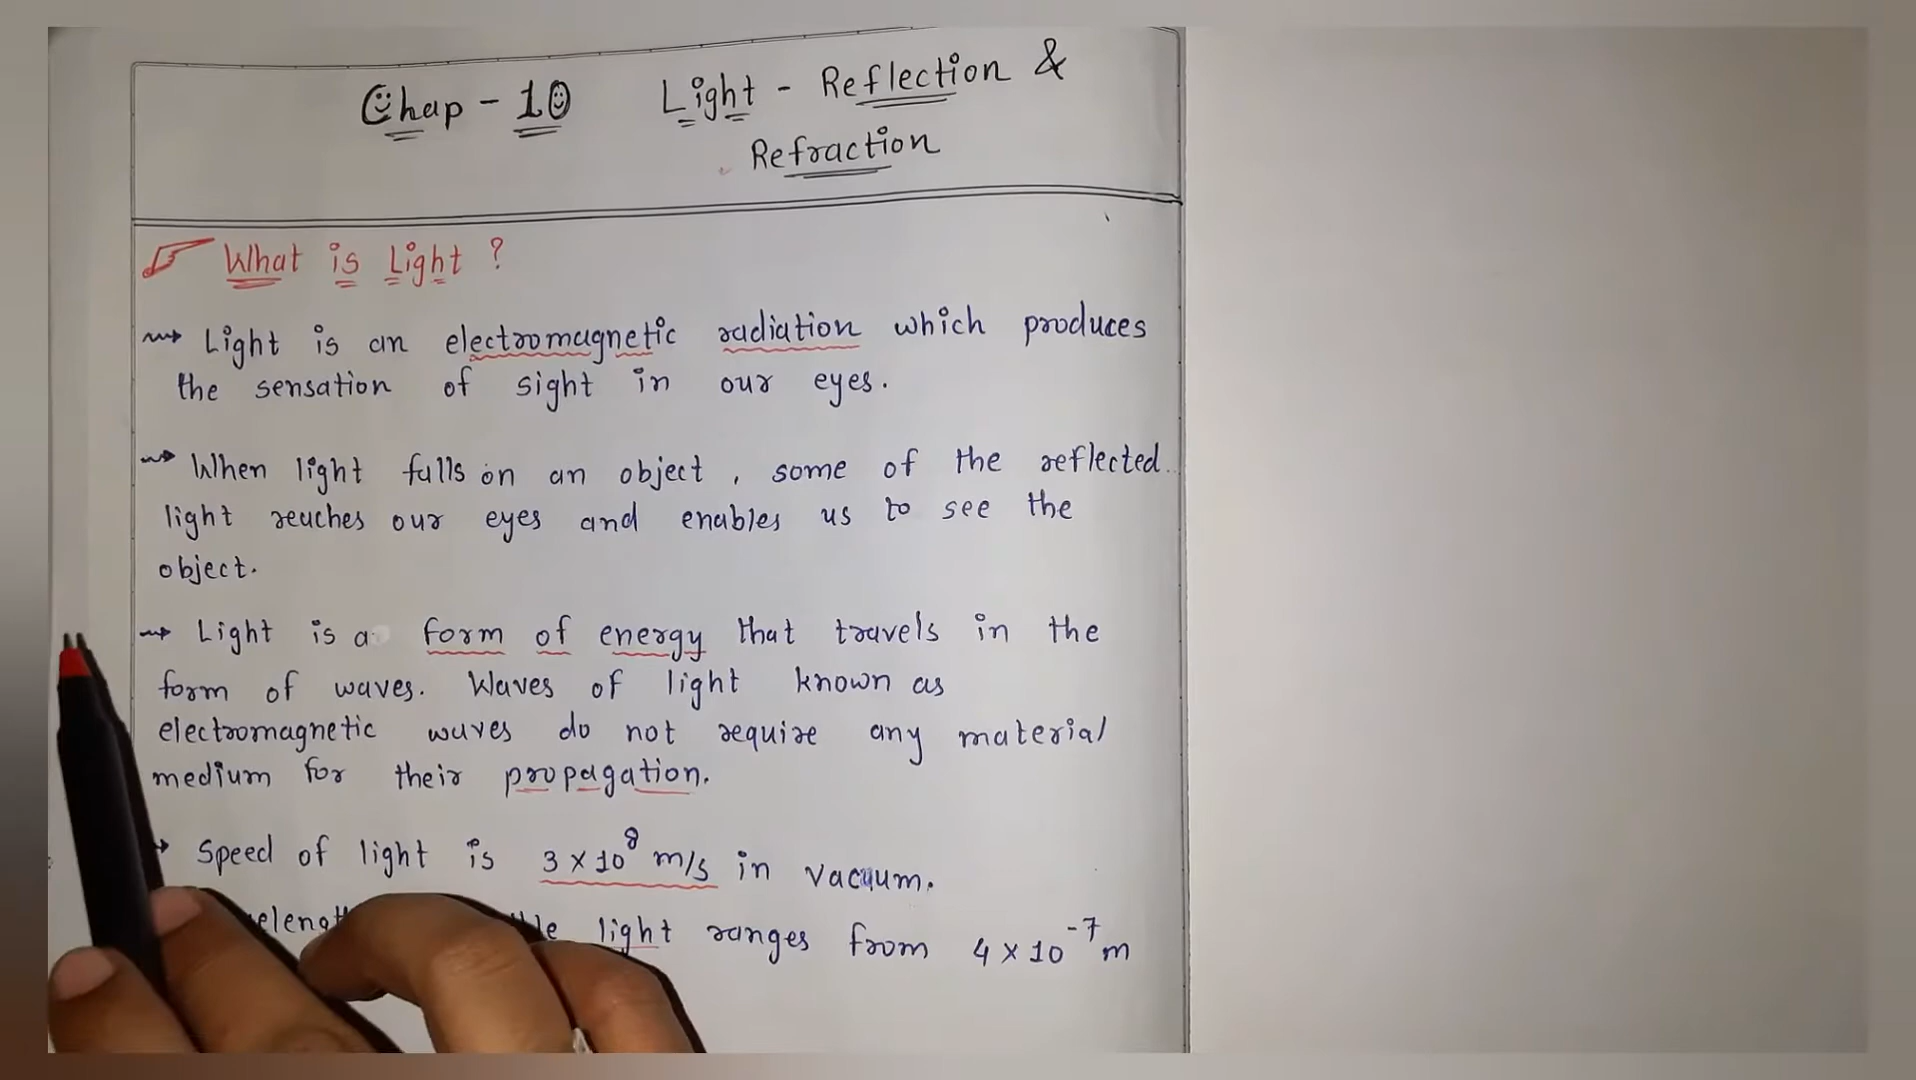 Chap - 10 Light - Reflection &
Refraction
What is Light ?
Light is an electromagnetic radiation which produces
the sensation of sight in our eyes.
When light falls on an object , some of the reflected
light reaches our eyes and enables us to see the
object.
Light is a form of energy that travels in the
form of waves. Waves of light known as
electromagnetic waves do not require any material
medium for their propagation.
Speed of light is 3 × 10⁸ m/s in vacuum.
light ranges from 4 × 10⁻⁷ m